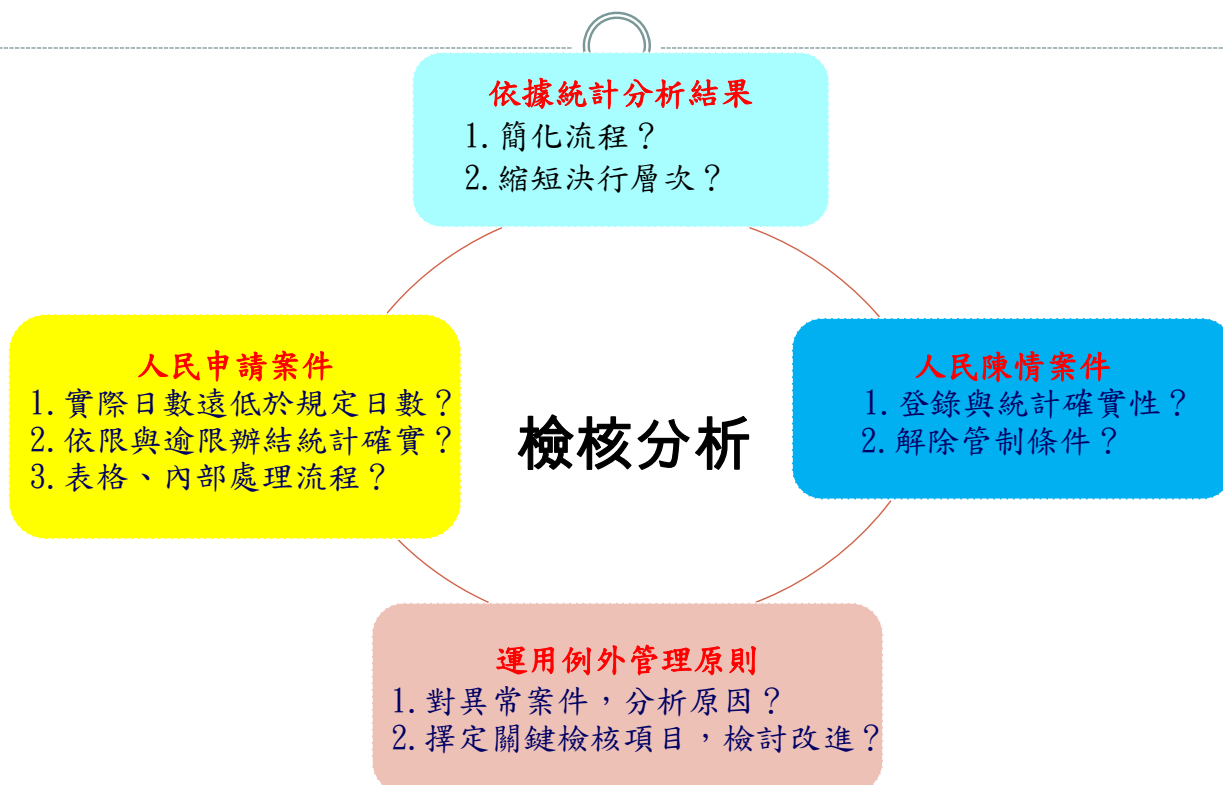 依據統計分析結果
1.簡化流程？
2.縮短決行層次？
人民申請案件
1.實際日數遠低於規定日數？
2.依限與逾限辦結統計確實？
3.表格、內部處理流程？
檢核分析
人民陳情案件
1.登錄與統計確實性？
2.解除管制條件？
運用例外管理原則
1.對異常案件，分析原因？
2.擇定關鍵檢核項目，檢討改進？